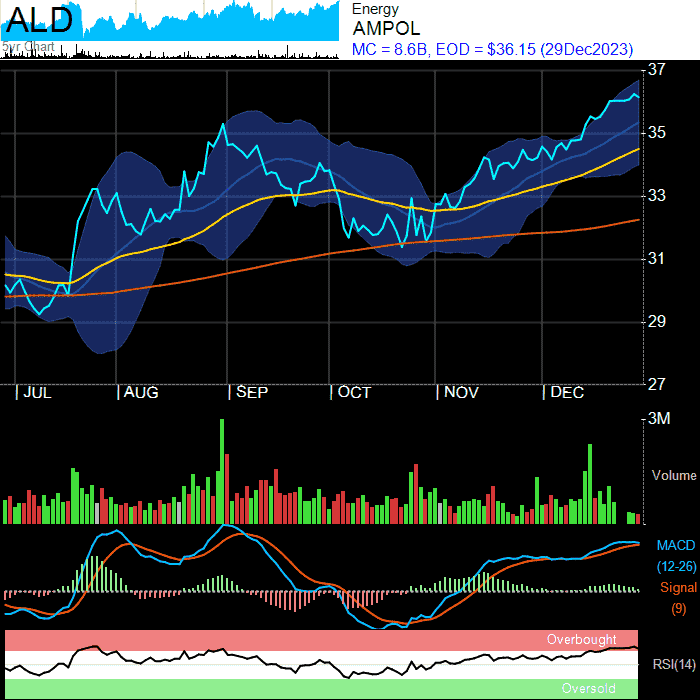 ALD
Energy
AMPOL
5yr Chart
MC = 8.6B, EOD = $36.15 (29Dec2023)
37
35
33
31
29
27
| JUL | AUG | SEP | OCT | NOV | DEC
3M
Volume
MACD
(12-26)
Signal
(9)
Overbought
RSI(14)
Oversold